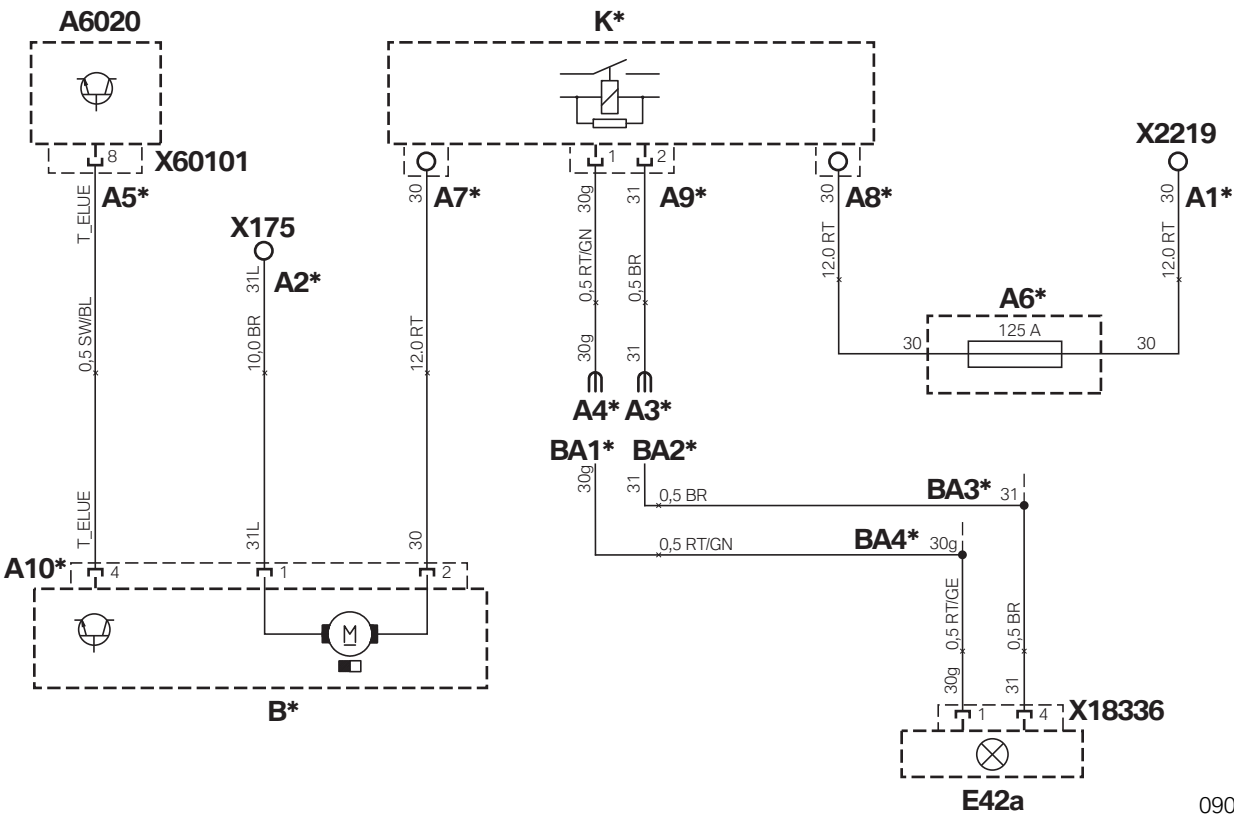 A6020
K*
X2219
8
X60101
1
2
A5*
30
A7*
30g
31
A9*
30
A8*
30
A1*
T_ELUE
X175
31L
A2*
0,5 SW/BL
10,0 BR
12.0 RT
0,5 RT/GN
0,5 BR
12.0 RT
12.0 RT
A6*
125 A
30
30
30g
31
A4*
A3*
BA1*
BA2*
30g
31
0,5 BR
BA3*
31
0,5 RT/GN
BA4*
30g
T_ELUE
31L
30
A10*
4
1
2
M
B*
0,5 RT/GE
0,5 BR
30g
31
1
4
X18336
E42a
090